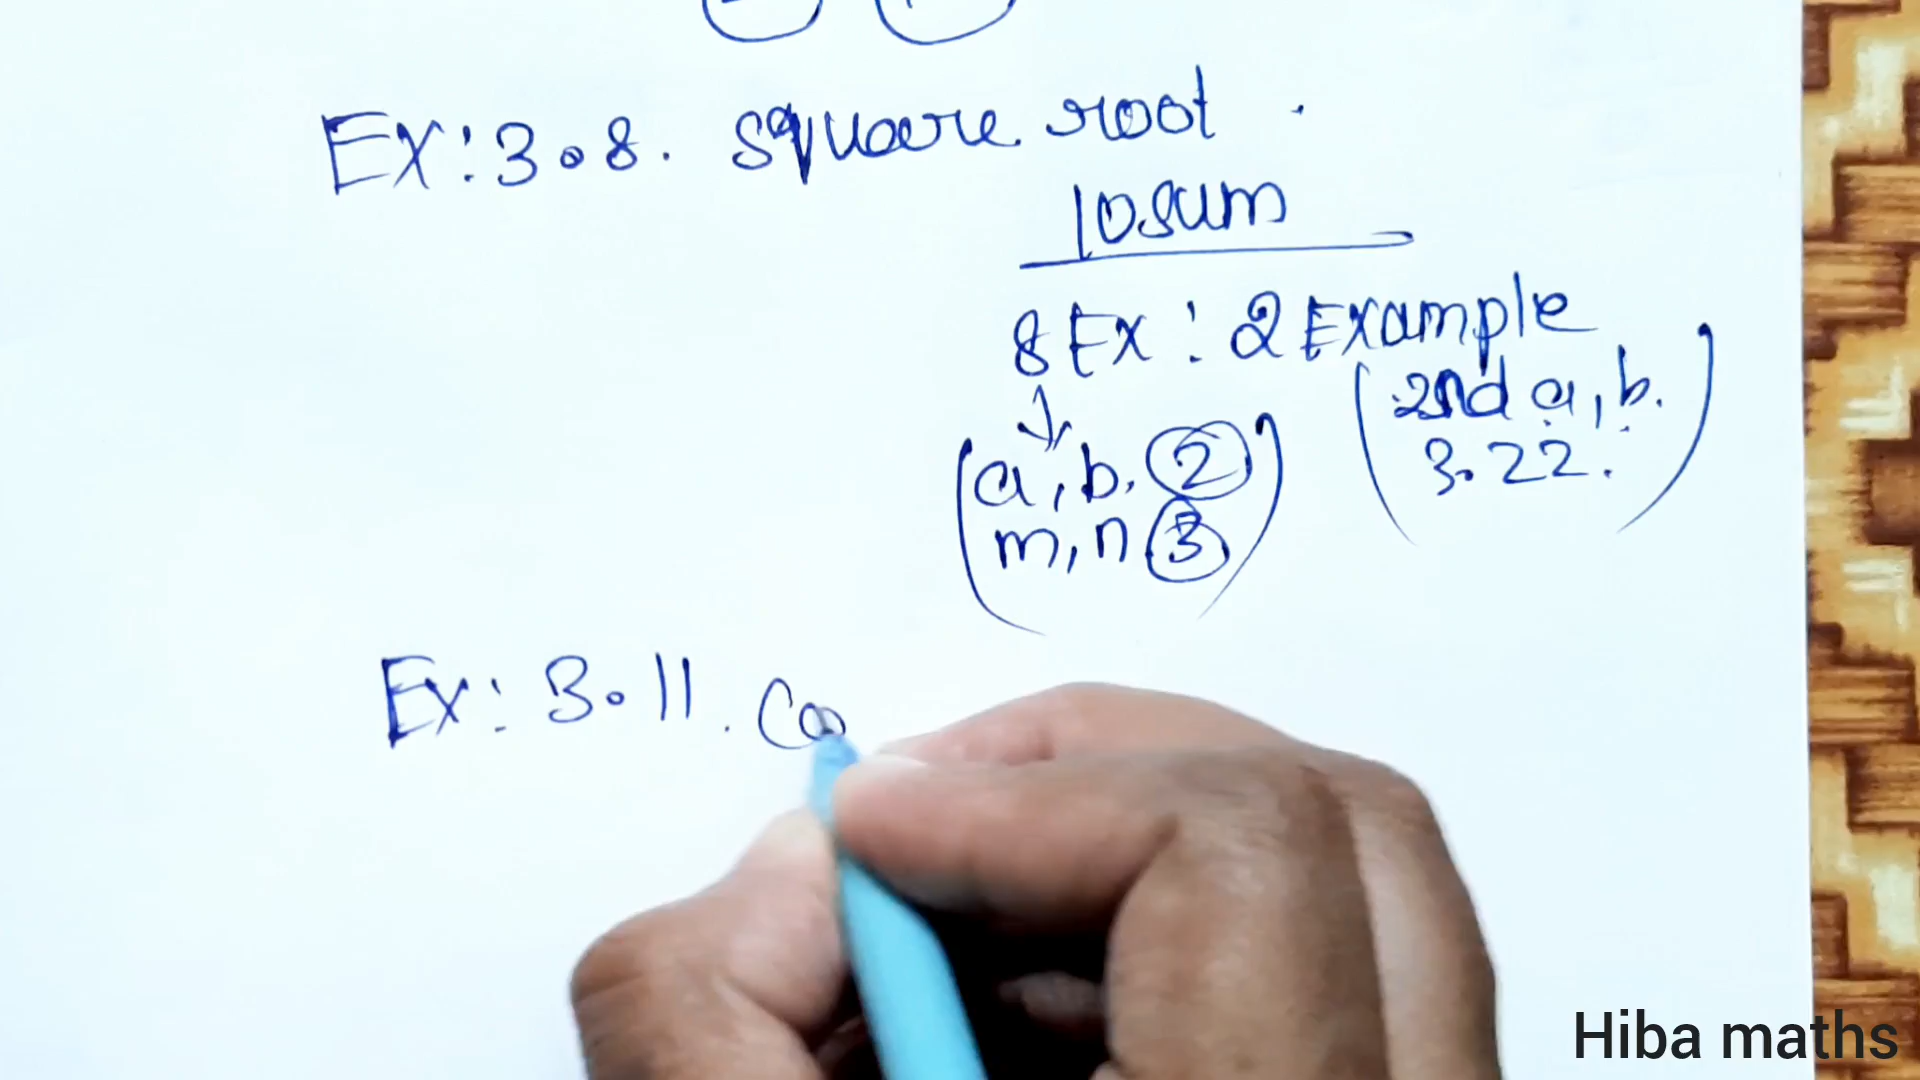 Ex: 3.8. square root.
10 sum
8 Ex: 2 Example
(2nd a, b.
3.22.)
(a, b. 2
m, n 3)
Ex: 3.11. Co
Hiba maths